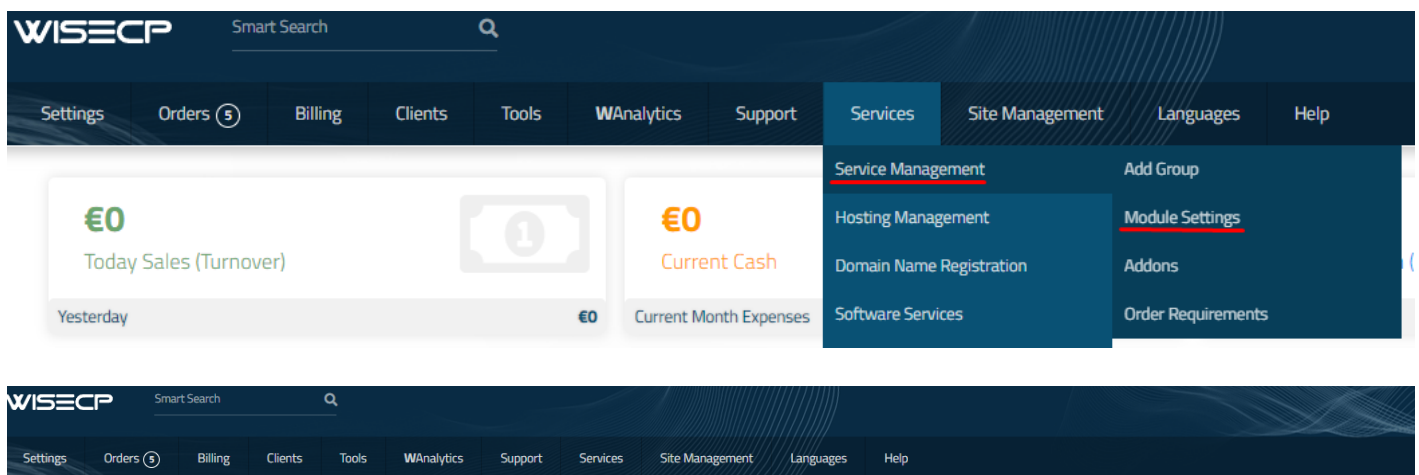 WISECP Smart Search
Settings Orders 5 Billing Clients Tools WAnalytics Support Services Site Management Languages Help
Service Management Add Group
€0 €0 Hosting Management Module Settings
Today Sales (Turnover) Current Cash Domain Name Registration Addons
Yesterday €0 Current Month Expenses Software Services Order Requirements
WISECP Smart Search
Settings Orders 5 Billing Clients Tools WAnalytics Support Services Site Management Languages Help